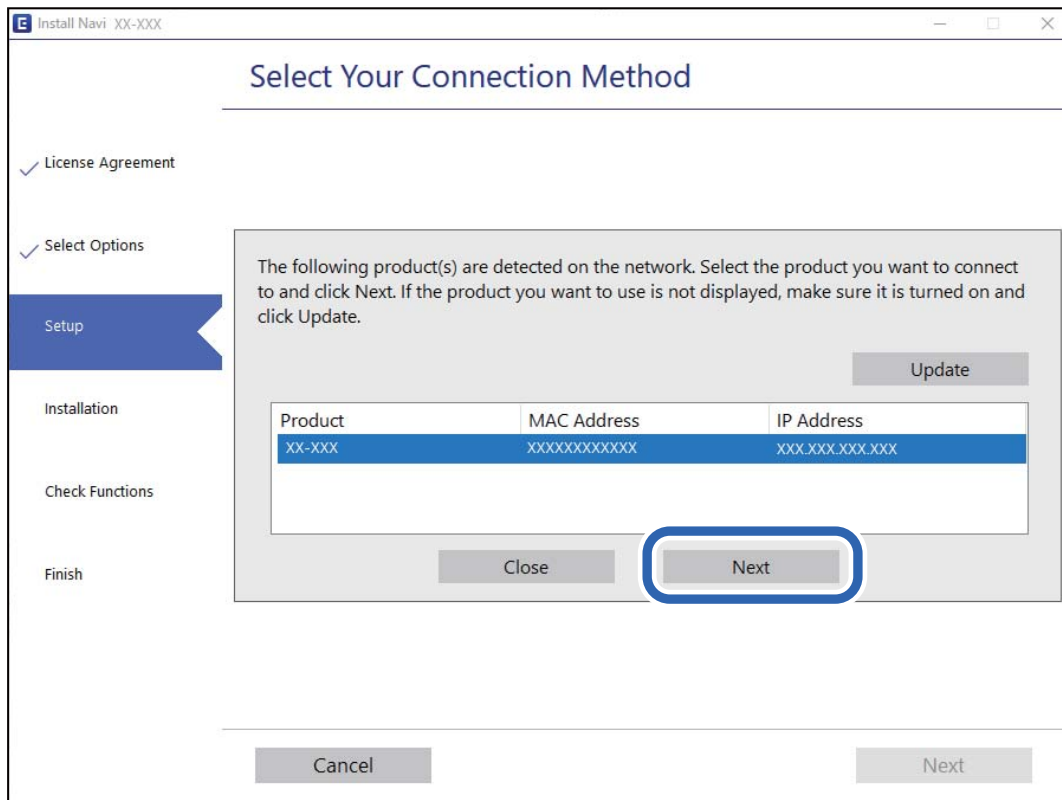 E Install Navi XX-XXX
Select Your Connection Method
License Agreement
Select Options
Setup
Installation
Check Functions
Finish
The following product(s) are detected on the network. Select the product you want to connect
to and click Next. If the product you want to use is not displayed, make sure it is turned on and
click Update.
Update
Product MAC Address IP Address
XX-XXX XXXXXXXXXXXX XXX.XXX.XXX.XXX
Close Next
Cancel Next